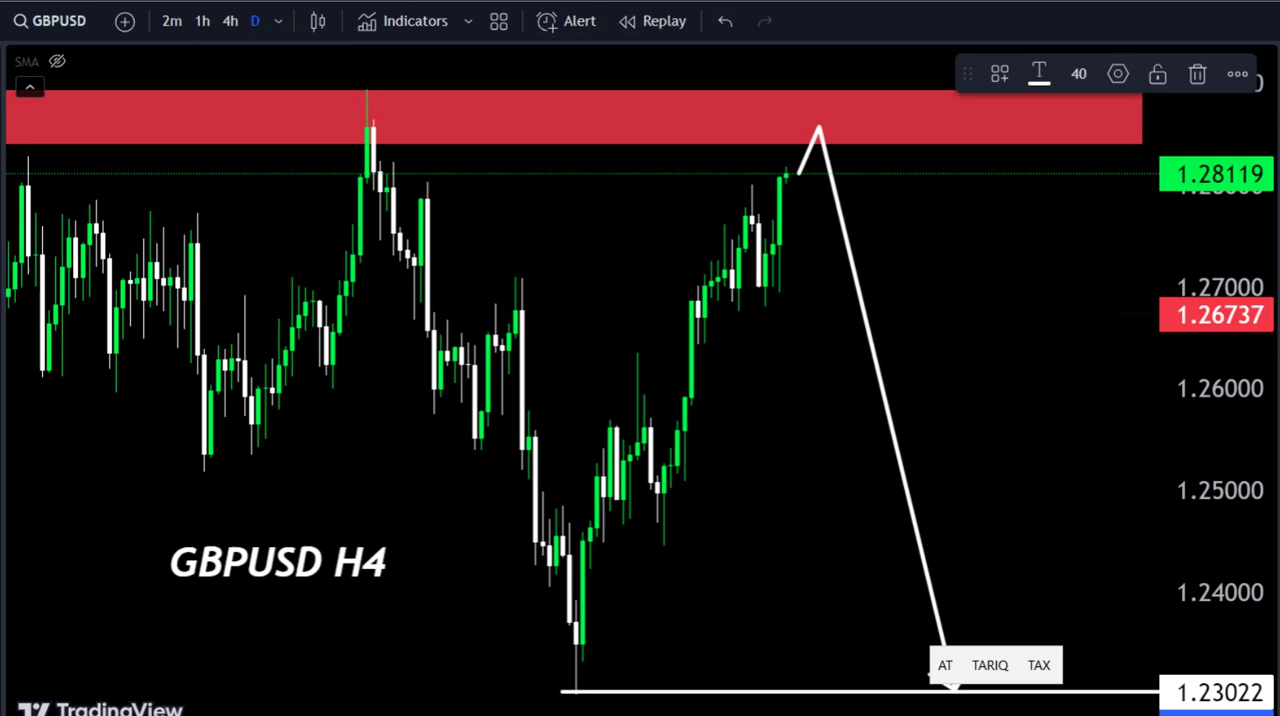 GBPUSD 2m 1h 4h D Indicators Alert Replay
SMA
T 40
1.28119
1.27000
1.26737
1.26000
1.25000
GBPUSD H4
1.24000
AT TARIQ TAX
1.23022
TradingView